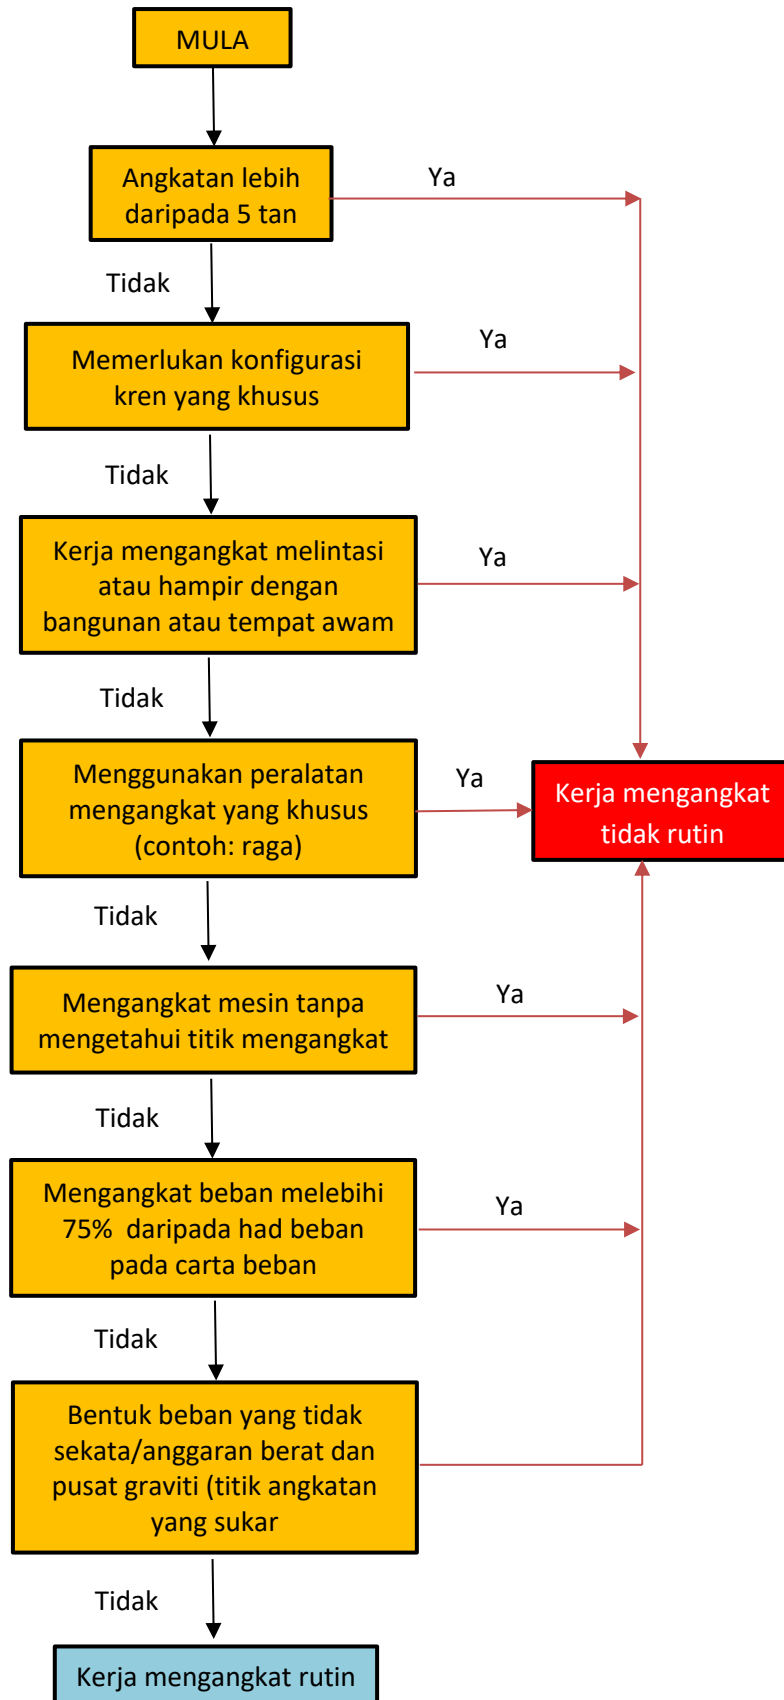 MULA
Angkatan lebih
daripada 5 tan
Ya
Tidak
Memerlukan konfigurasi
kren yang khusus
Ya
Tidak
Kerja mengangkat melintasi
atau hampir dengan
bangunan atau tempat awam
Ya
Tidak
Menggunakan peralatan
mengangkat yang khusus
(contoh: raga)
Ya
Kerja mengangkat
tidak rutin
Tidak
Mengangkat mesin tanpa
mengetahui titik mengangkat
Ya
Tidak
Mengangkat beban melebihi
75% daripada had beban
pada carta beban
Ya
Tidak
Bentuk beban yang tidak
sekata/anggaran berat dan
pusat graviti (titik angkatan
yang sukar
Tidak
Kerja mengangkat rutin